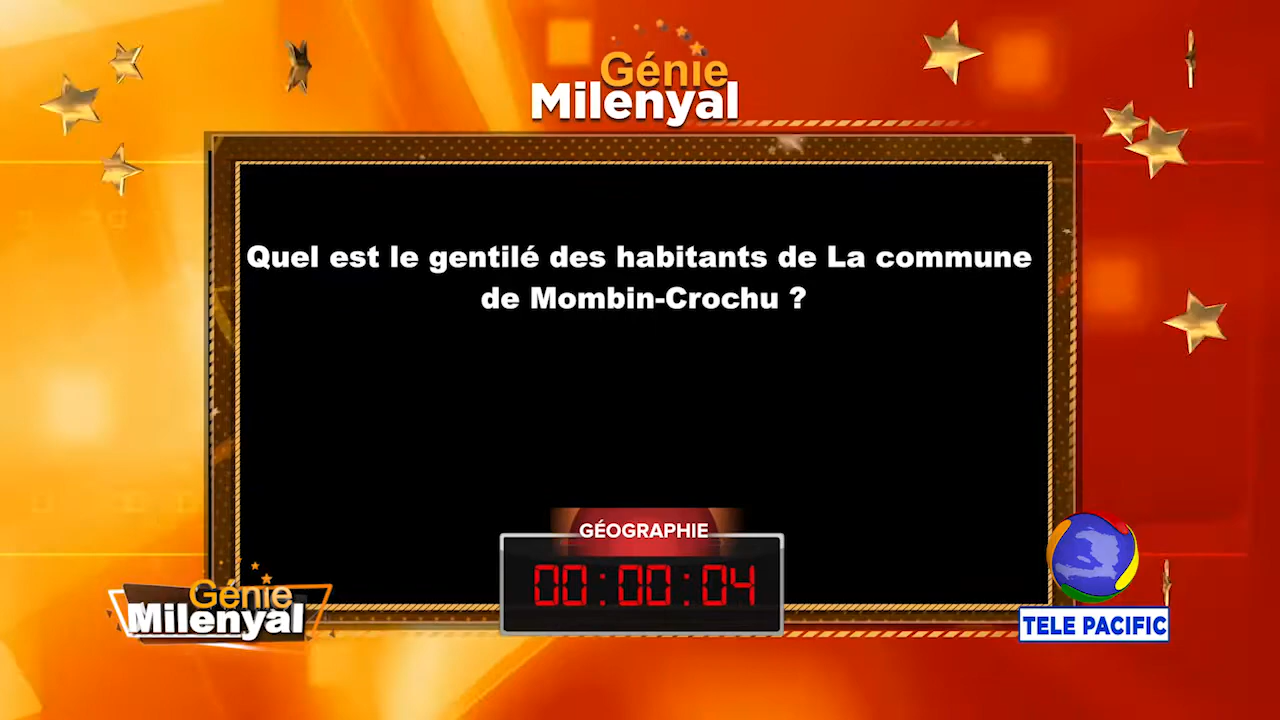 Génie
Milenyal
Quel est le gentilé des habitants de La commune
de Mombin-Crochu ?
GÉOGRAPHIE
00:00:04
Génie
Milenyal
TELE PACIFIC